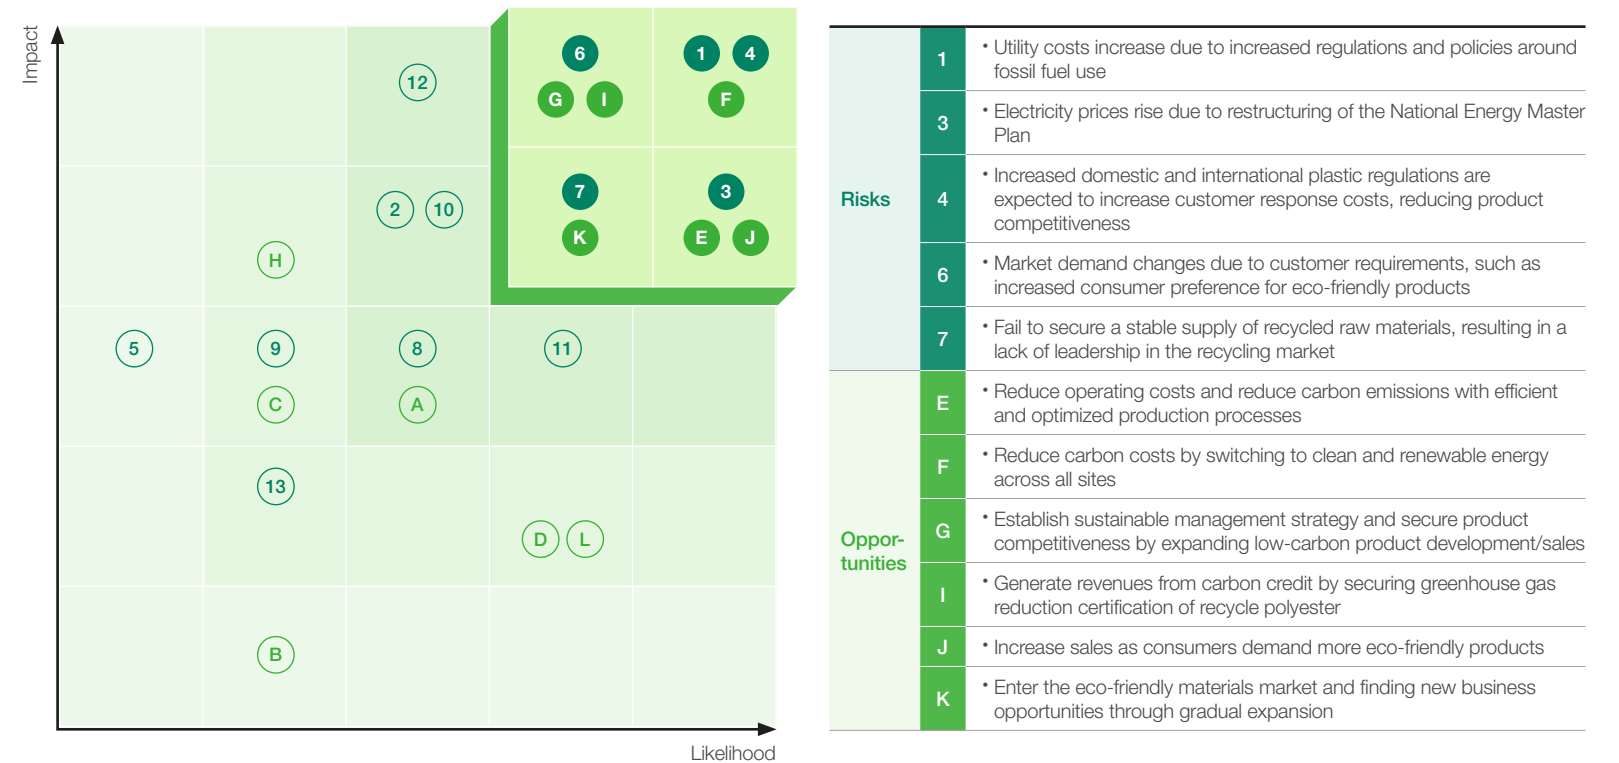 Impact
12
6
1 4
G I
F
2 10
7
3
K
E J
H
5
9
8
11
C
A
13
D L
B
Likelihood
Risks
1
• Utility costs increase due to increased regulations and policies around
fossil fuel use
3
• Electricity prices rise due to restructuring of the National Energy Master
Plan
4
• Increased domestic and international plastic regulations are
expected to increase customer response costs, reducing product
competitiveness
6
• Market demand changes due to customer requirements, such as
increased consumer preference for eco-friendly products
7
• Fail to secure a stable supply of recycled raw materials, resulting in a
lack of leadership in the recycling market
Oppor-
tunities
E
• Reduce operating costs and reduce carbon emissions with efficient
and optimized production processes
F
• Reduce carbon costs by switching to clean and renewable energy
across all sites
G
• Establish sustainable management strategy and secure product
competitiveness by expanding low-carbon product development/sales
I
• Generate revenues from carbon credit by securing greenhouse gas
reduction certification of recycle polyester
J
• Increase sales as consumers demand more eco-friendly products
K
• Enter the eco-friendly materials market and finding new business
opportunities through gradual expansion